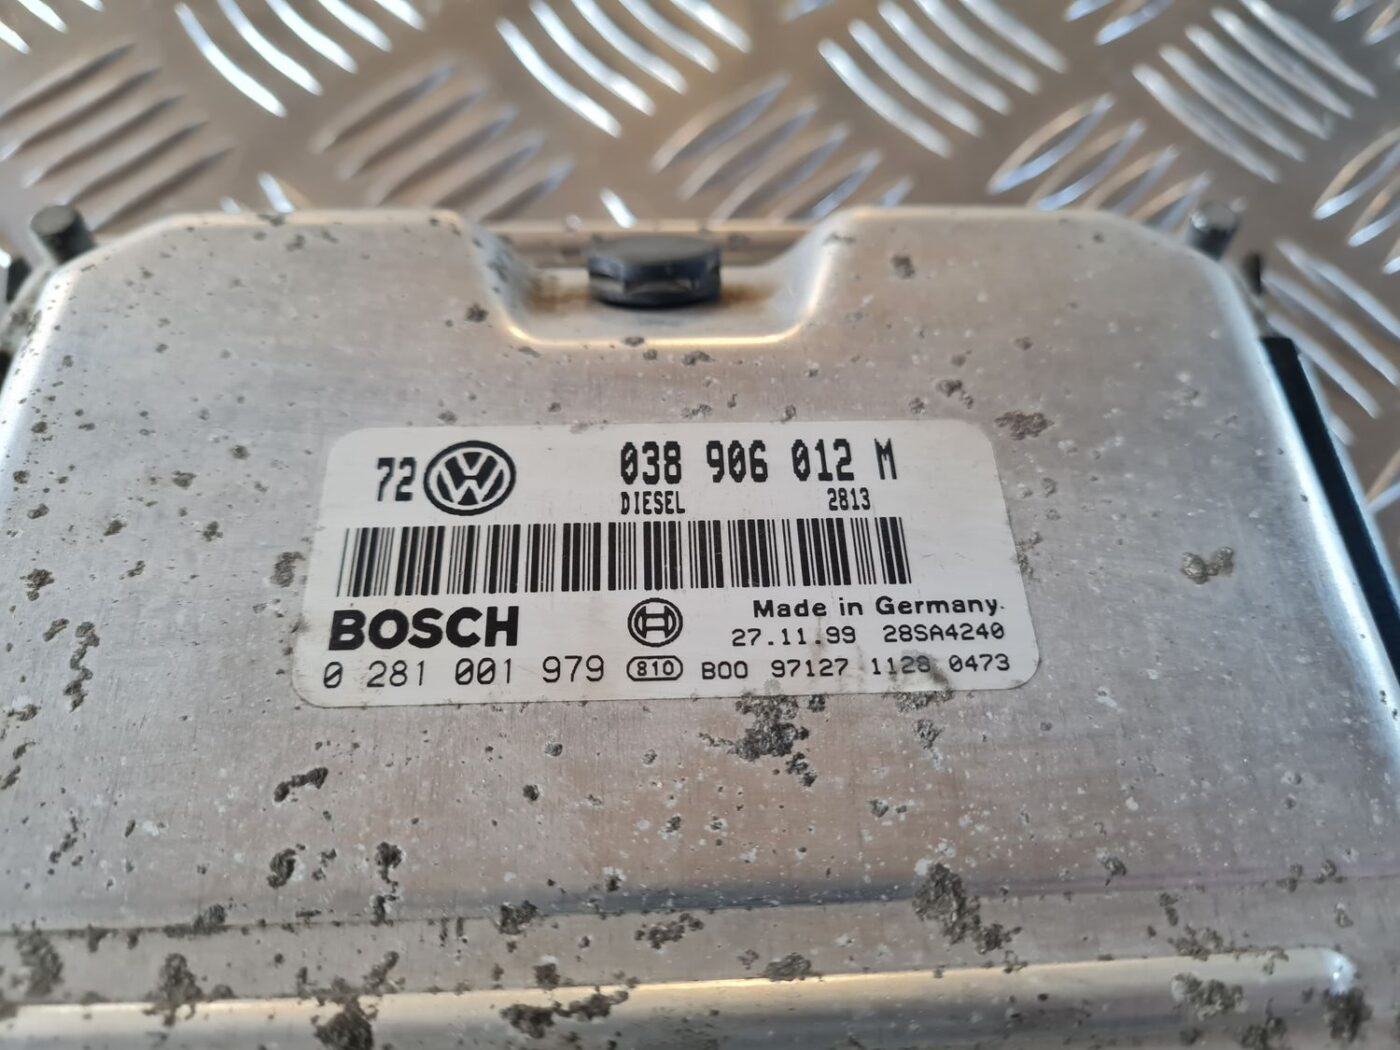 72 VW 038 906 012 M
DIESEL 2813
BOSCH Made in Germany
27.11.99 28SA4240
0 281 001 979 810 B00 97127 1128 0473